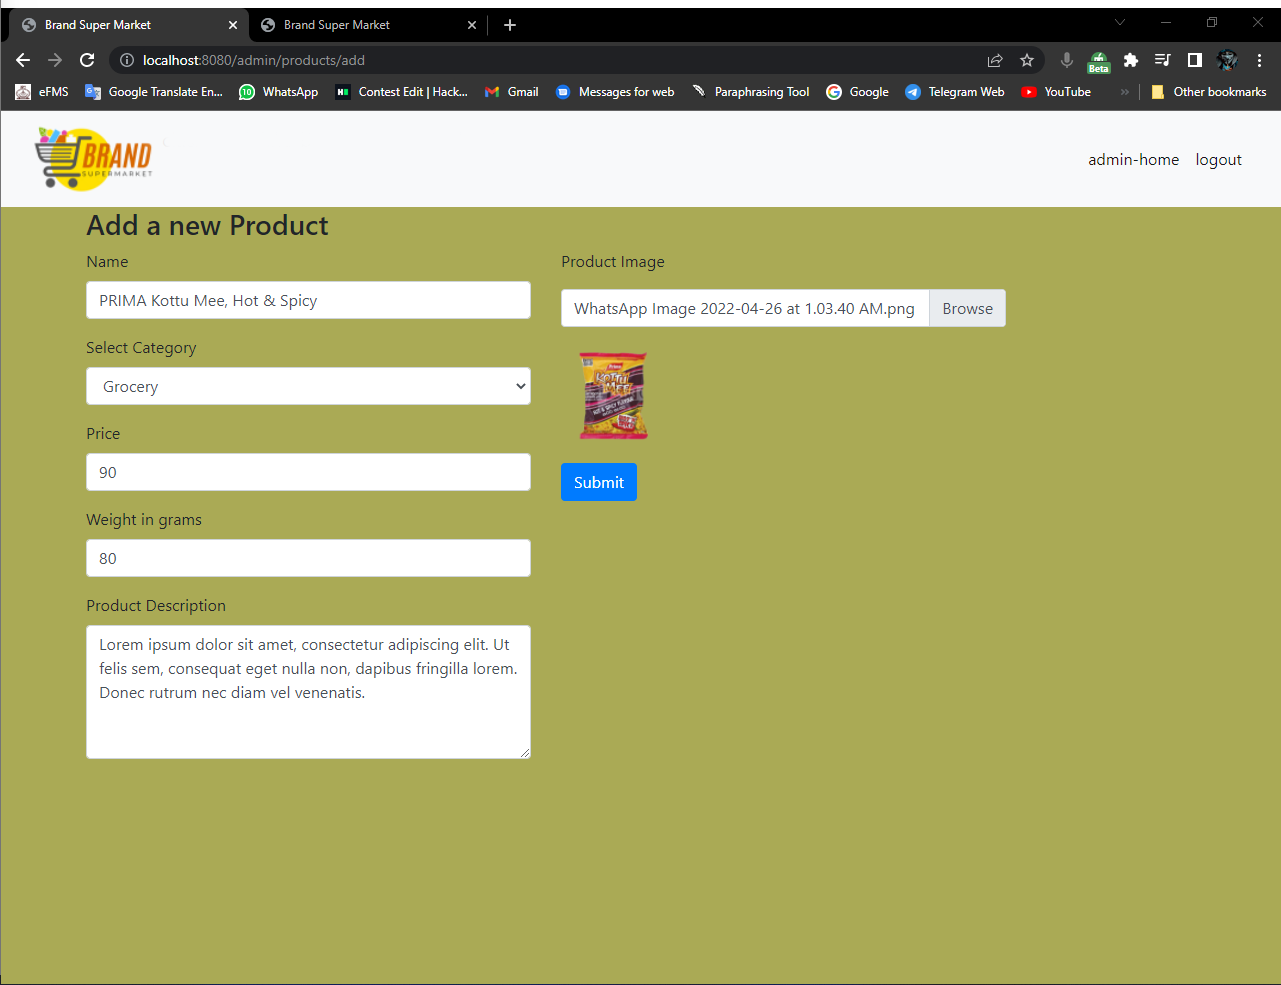 Brand Super Market
Brand Super Market
localhost:8080/admin/products/add
Beta
eFMS
Google Translate En...
10
WhatsApp
Contest Edit | Hack...
Gmail
Messages for web
Paraphrasing Tool
Google
Telegram Web
YouTube
»
Other bookmarks
BRAND
SUPERMARKET
admin-home
logout
Add a new Product
Name
PRIMA Kottu Mee, Hot & Spicy
Select Category
Grocery
Price
90
Weight in grams
80
Product Description
Lorem ipsum dolor sit amet, consectetur adipiscing elit. Ut
felis sem, consequat eget nulla non, dapibus fringilla lorem.
Donec rutrum nec diam vel venenatis.
Product Image
WhatsApp Image 2022-04-26 at 1.03.40 AM.png
Browse
KOTTU
MEE
Submit